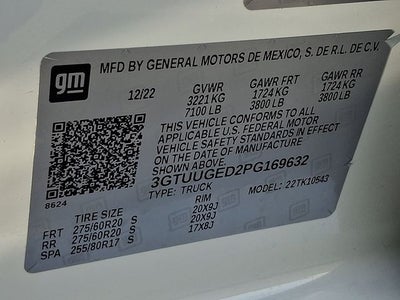 gm
MFD BY GENERAL MOTORS DE MEXICO, S. DE R.L. DE C.V.
12/22 GVWR GAWR FRT GAWR RR
3221 KG 1724 KG 1724 KG
7100 LB 3800 LB 3800 LB
THIS VEHICLE CONFORMS TO ALL
APPLICABLE U.S. FEDERAL MOTOR
VEHICLE SAFETY STANDARDS IN EFFECT
ON THE DATE OF MANUFACTURE
SHOWN ABOVE.
3GTUUGED2PG169632
TYPE: TRUCK MODEL: 22TK10543
8624
TIRE SIZE RIM
FRT 275/60R20 S 20X9J
RR 275/60R20 S 20X9J
SPA 255/80R17 S 17X8J